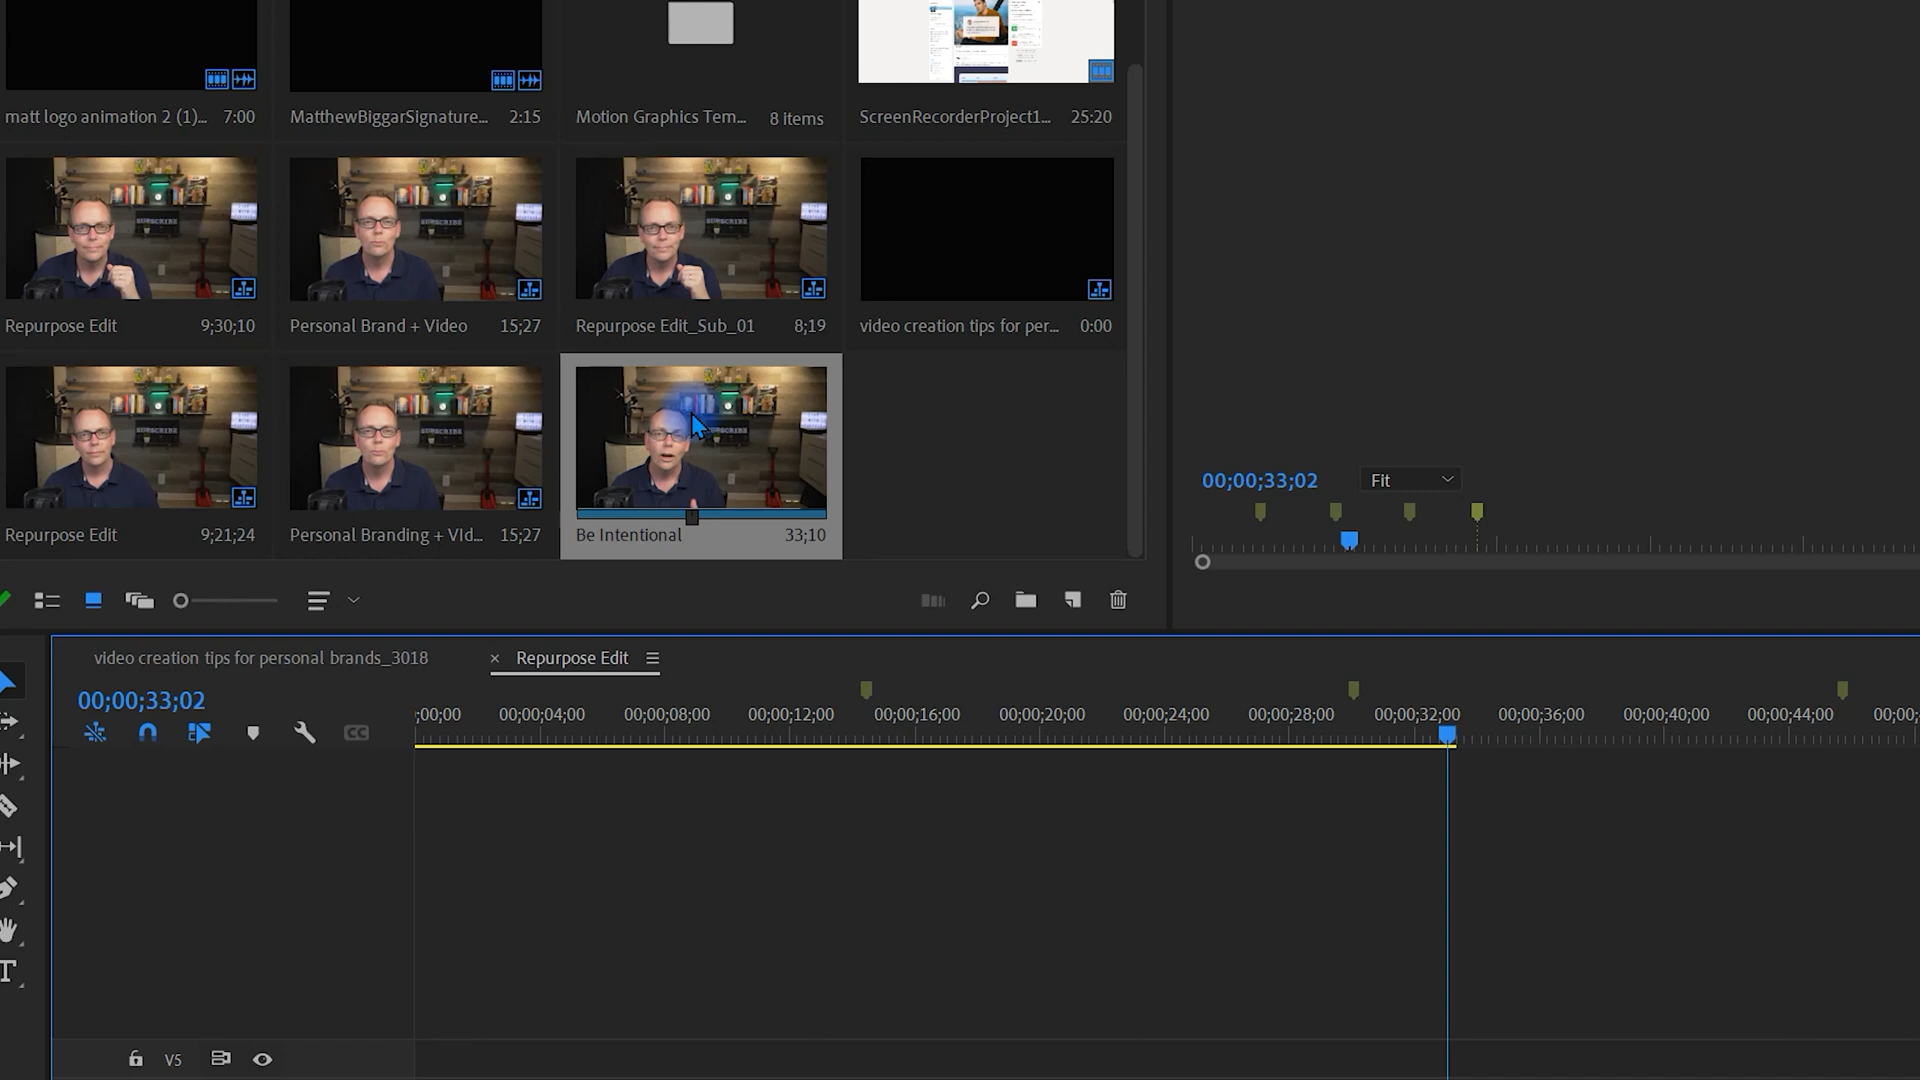 matt logo animation 2 (1)... 7:00
MatthewBiggarSignature... 2:15
Motion Graphics Tem... 8 items
ScreenRecorderProject1... 25:20
SUBSCRIBE
SUBSCRIBE
SUBSCRIBE
Repurpose Edit 9;30;10
Personal Brand + Video 15;27
Repurpose Edit_Sub_01 8;19
video creation tips for per... 0:00
SUBSCRIBE
SUBSCRIBE
Repurpose Edit 9;21;24
Personal Branding + VId... 15;27
Be Intentional 33;10
00;00;33;02 Fit
video creation tips for personal brands_3018
× Repurpose Edit
00;00;33;02
;00;00 00;00;04;00 00;00;08;00 00;00;12;00 00;00;16;00 00;00;20;00 00;00;24;00 00;00;28;00 00;00;32;00 00;00;36;00 00;00;40;00 00;00;44;00 00;00;
CC
T
V5